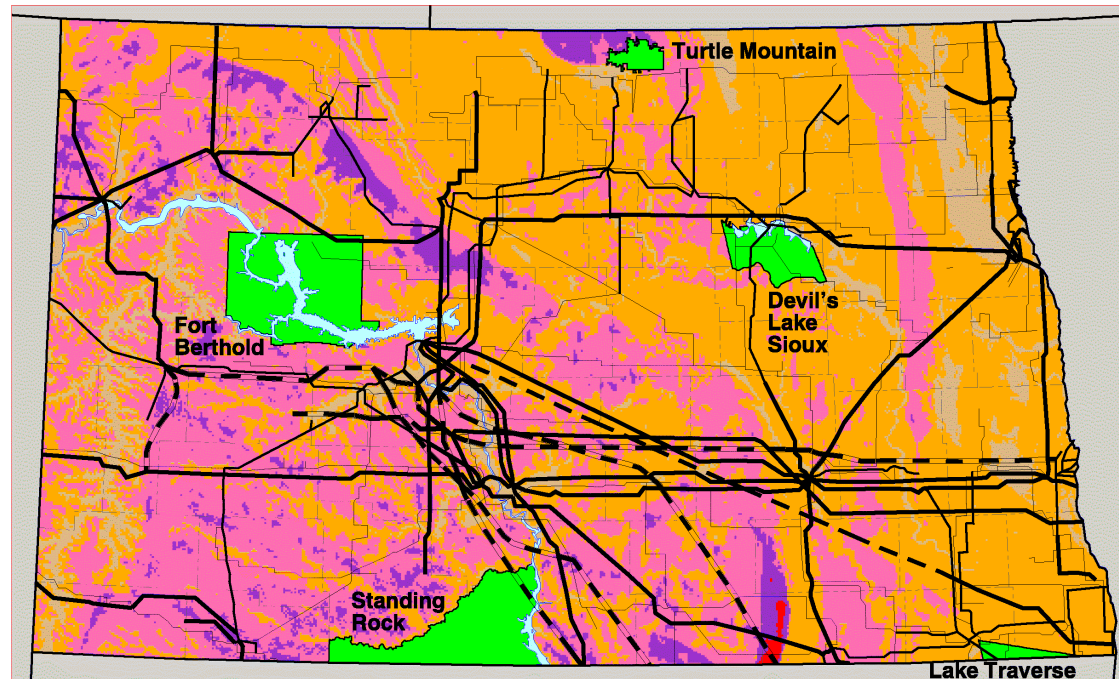 Turtle Mountain
Devil's
Lake
Sioux
Fort
Berthold
Standing
Rock
Lake Traverse